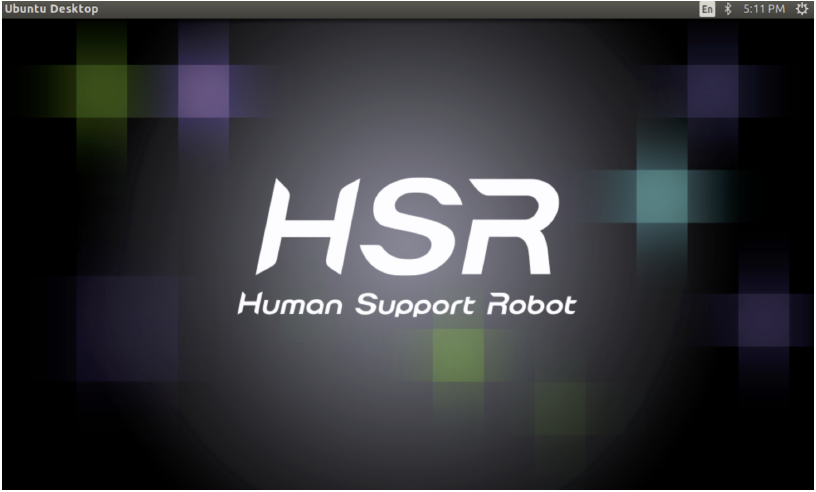 Ubuntu Desktop En 5:11 PM
HSR
Human Support Robot